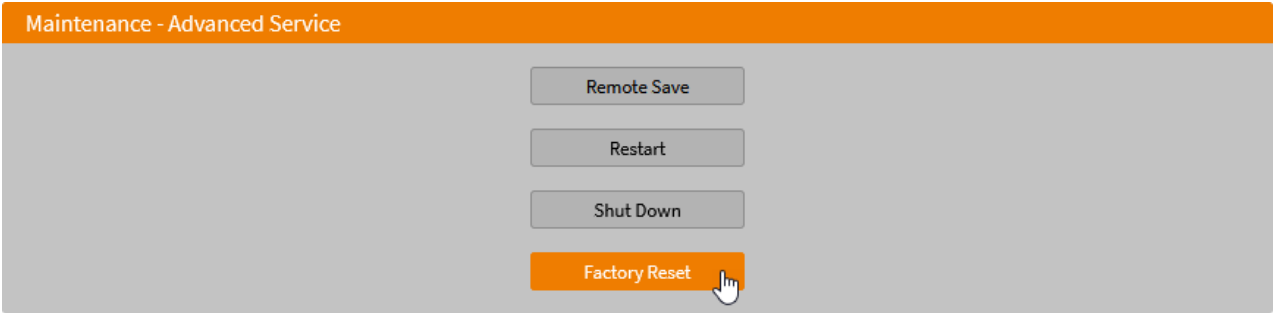 Maintenance - Advanced Service
Remote Save
Restart
Shut Down
Factory Reset